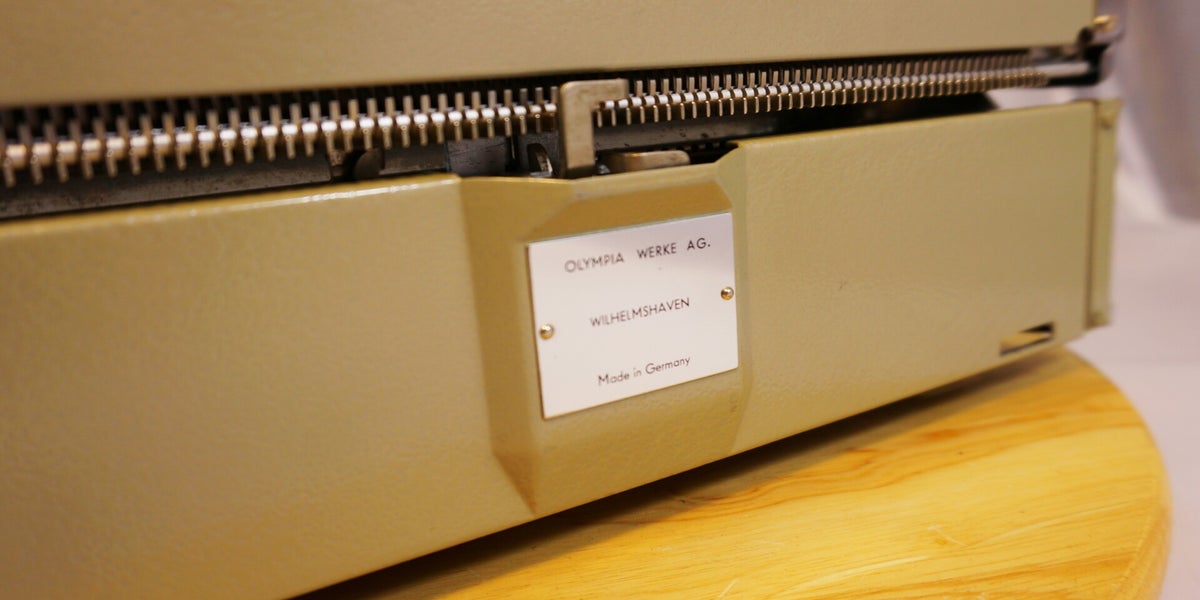 OLYMPIA WERKE AG.
WILHELMSHAVEN
Made in Germany